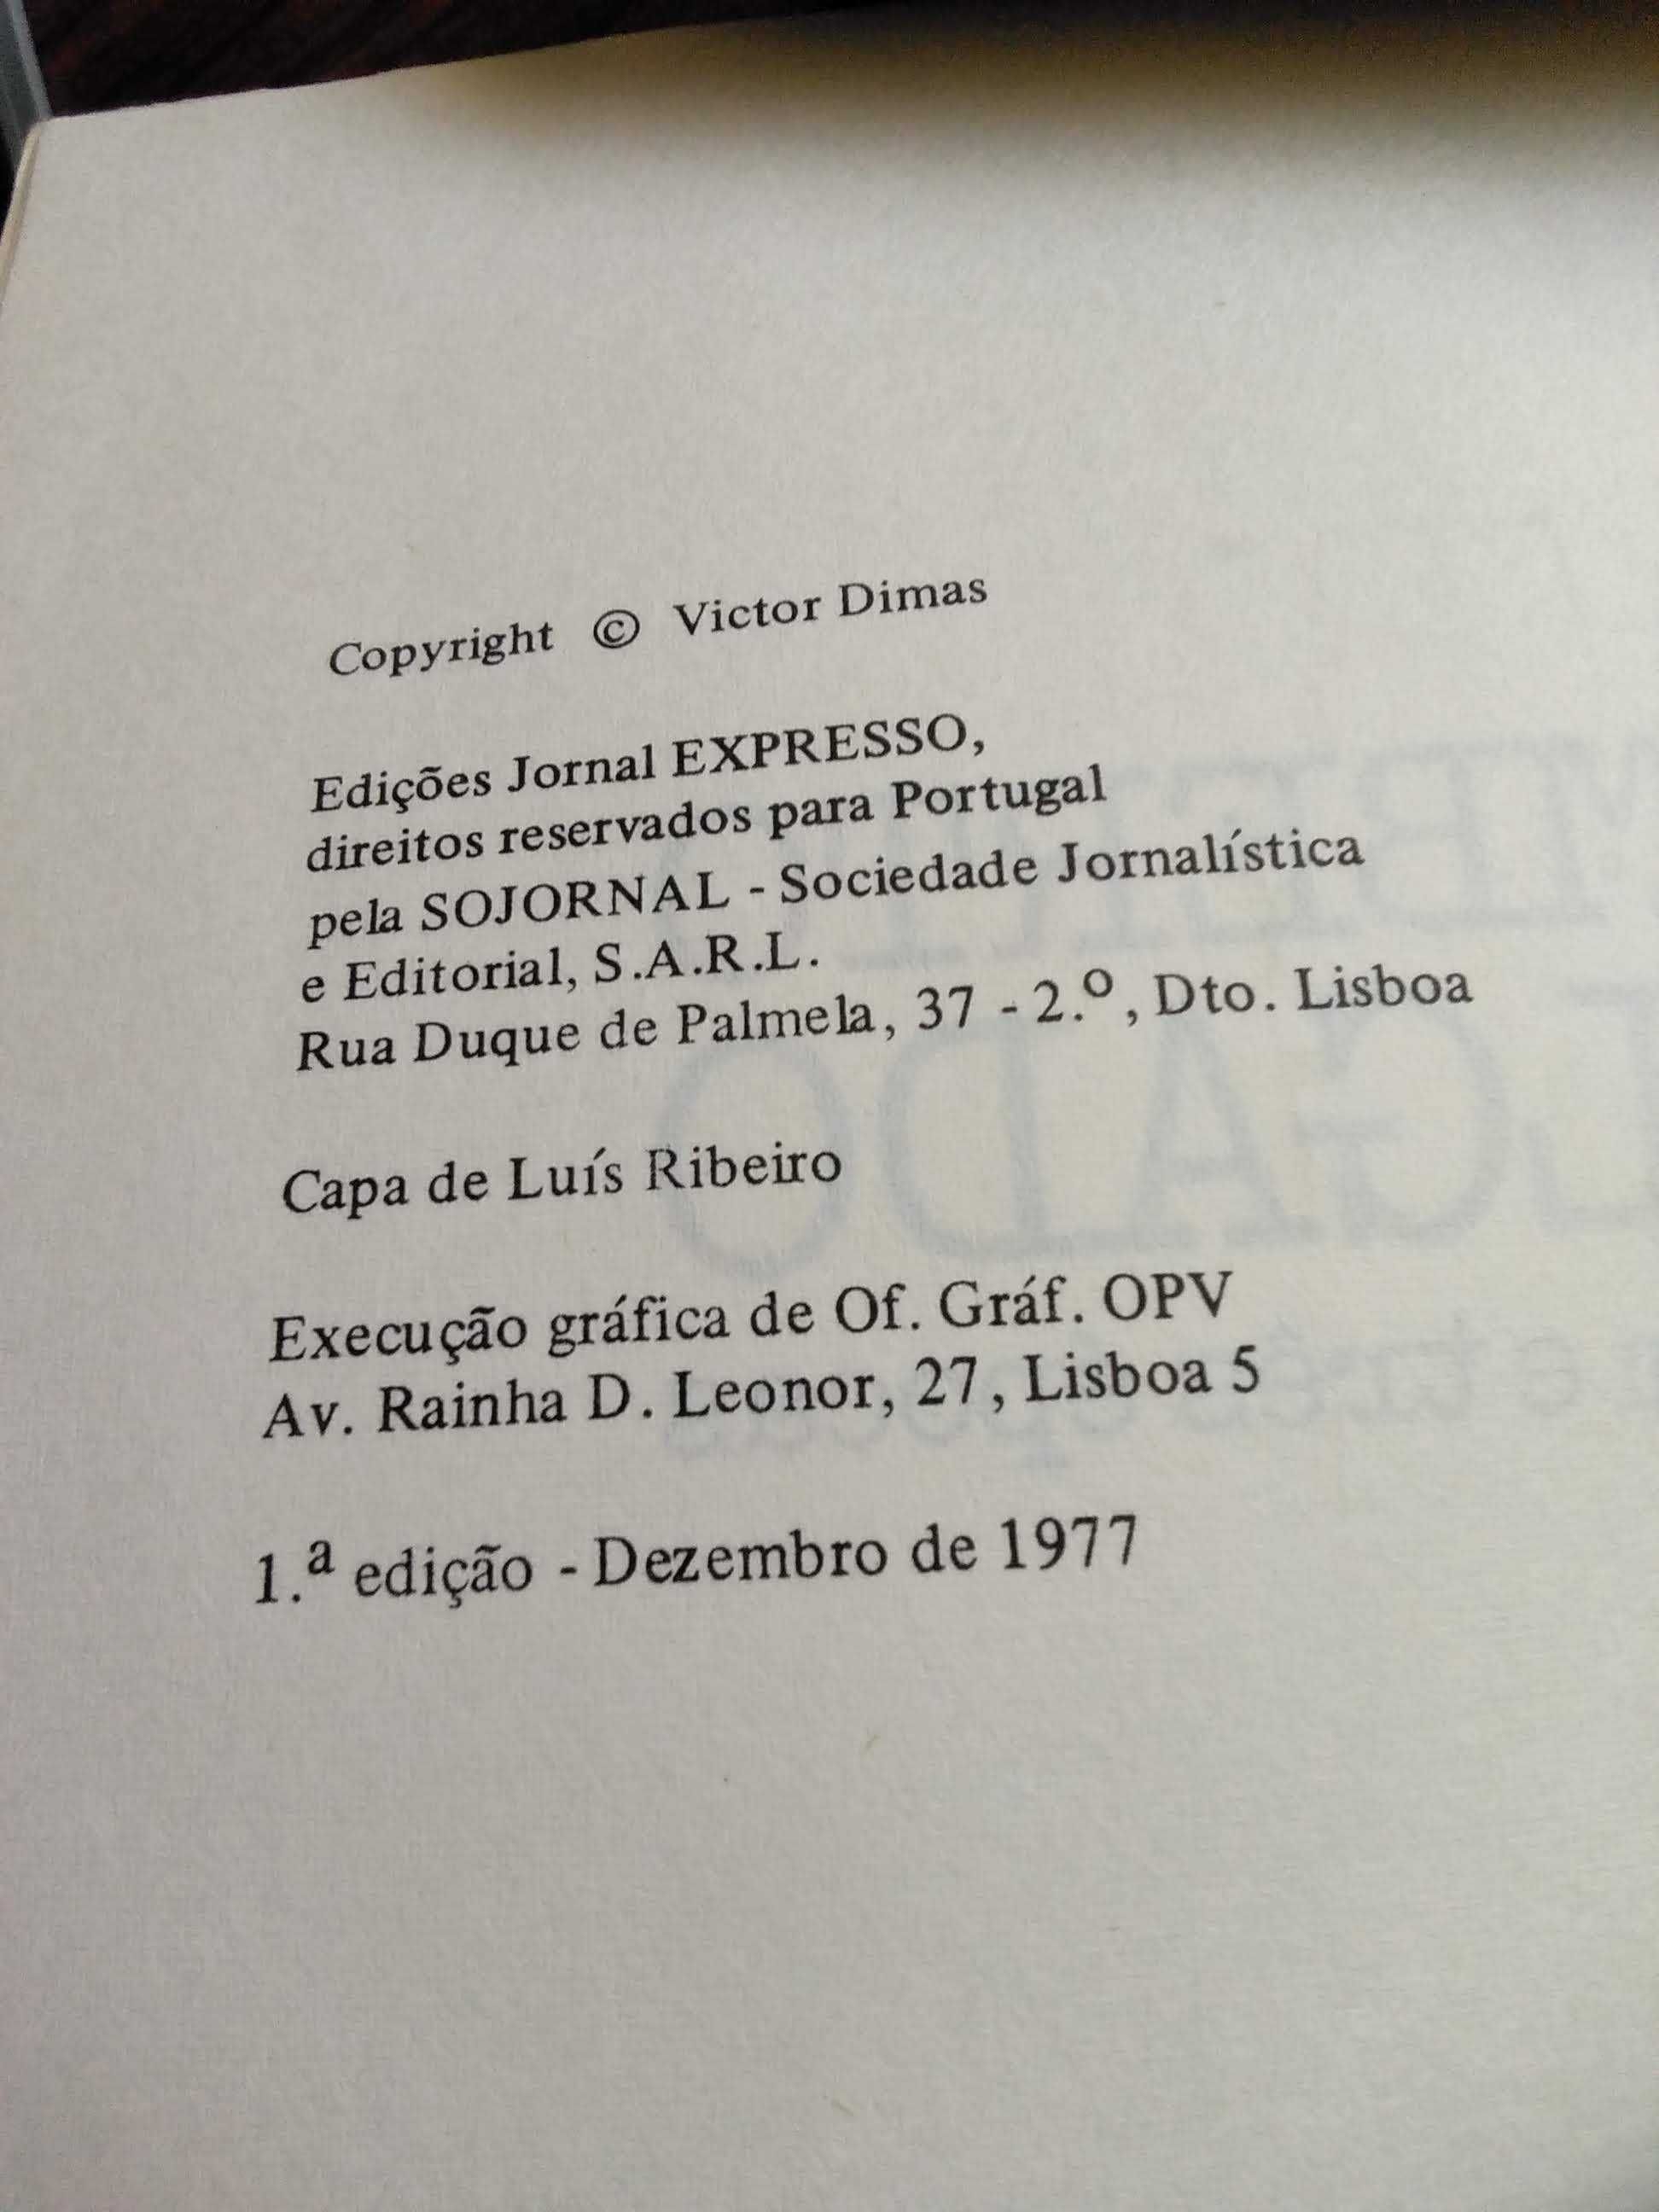 Copyright © Victor Dimas
Edições Jornal EXPRESSO,
direitos reservados para Portugal
pela SOJORNAL - Sociedade Jornalística
e Editorial, S.A.R.L.
Rua Duque de Palmela, 37 - 2.º, Dto. Lisboa
Capa de Luís Ribeiro
Execução gráfica de Of. Gráf. OPV
Av. Rainha D. Leonor, 27, Lisboa 5
1.ª edição - Dezembro de 1977